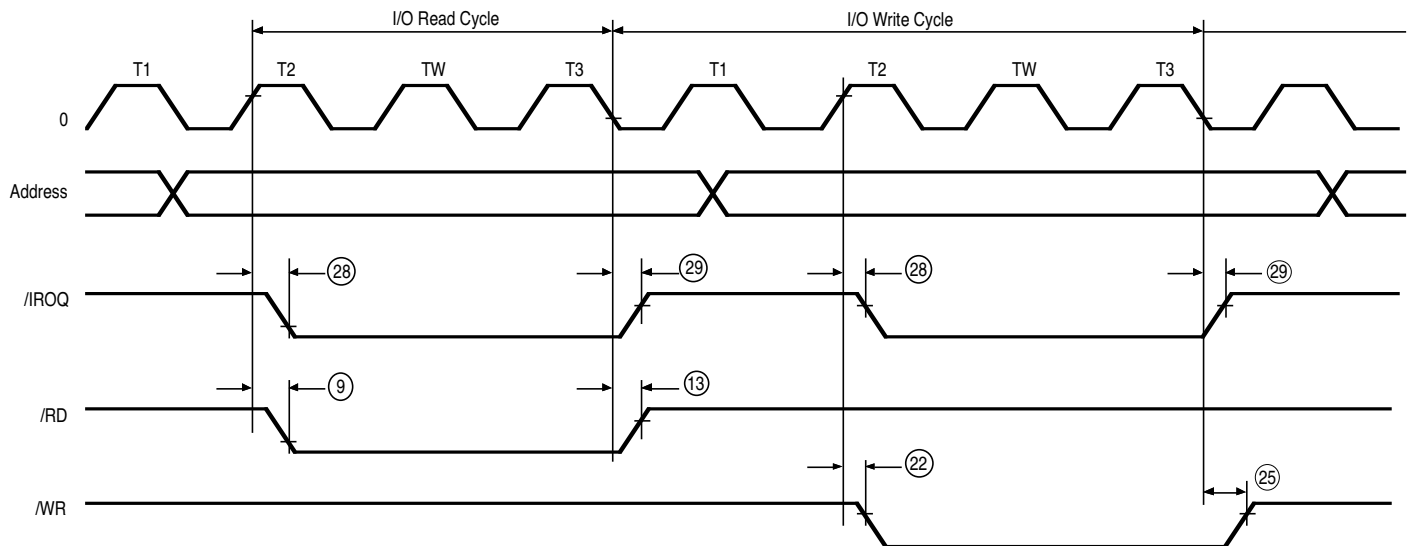 I/O Read Cycle
I/O Write Cycle
T1
T2
TW
T3
T1
T2
TW
T3
0
Address
28
29
28
29
/IROQ
9
13
/RD
22
25
/WR